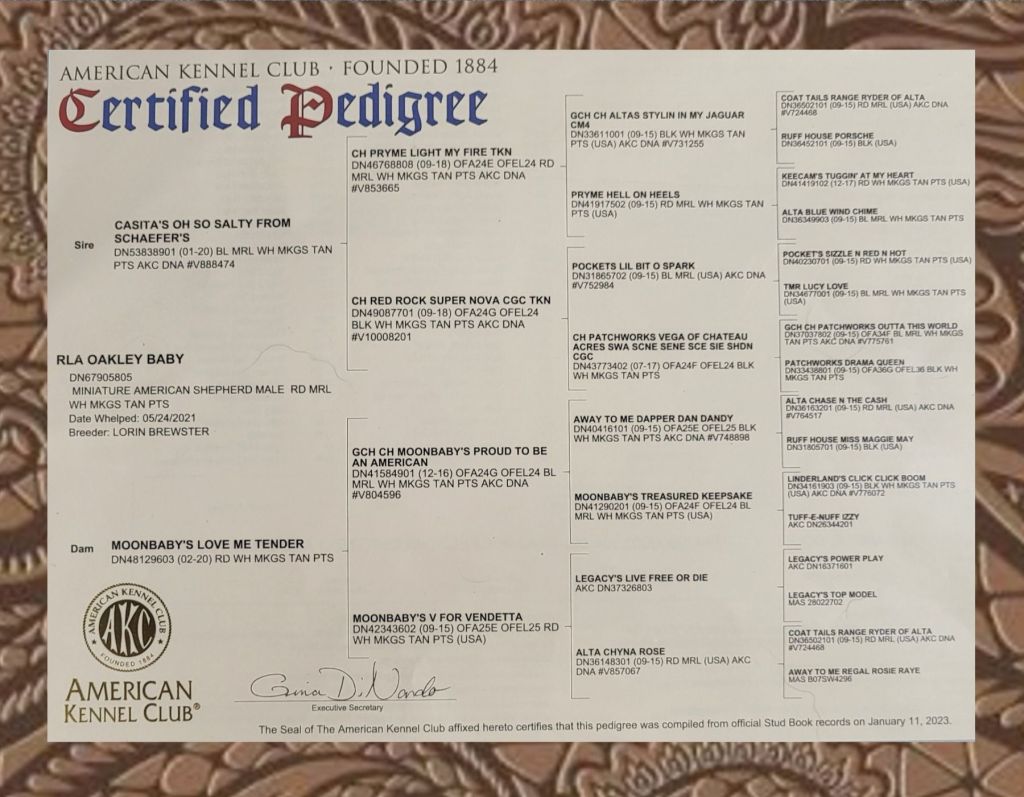 AMERICAN KENNEL CLUB · FOUNDED 1884
Certified Pedigree
Sire
CASITA'S OH SO SALTY FROM
SCHAEFER'S
DN53838901 (01-20) BL MRL WH MKGS TAN
PTS AKC DNA #V888474
RLA OAKLEY BABY
DN67905805
MINIATURE AMERICAN SHEPHERD MALE RD MRL
WH MKGS TAN PTS
Date Whelped: 05/24/2021
Breeder: LORIN BREWSTER
Dam
MOONBABY'S LOVE ME TENDER
DN48129603 (02-20) RD WH MKGS TAN PTS
CH PRYME LIGHT MY FIRE TKN
DN46768808 (09-18) OFA24E OFEL24 RD
MRL WH MKGS TAN PTS AKC DNA
#V853665
CH RED ROCK SUPER NOVA CGC TKN
DN49087701 (09-18) OFA24G OFEL24
BLK WH MKGS TAN PTS AKC DNA
#V10008201
GCH CH MOONBABY'S PROUD TO BE
AN AMERICAN
DN41584901 (12-16) OFA24G OFEL24 BL
MRL WH MKGS TAN PTS AKC DNA
#V804596
MOONBABY'S V FOR VENDETTA
DN42343602 (09-15) OFA25E OFEL25 RD
WH MKGS TAN PTS (USA)
GCH CH ALTAS STYLIN IN MY JAGUAR
CM4
DN33611001 (09-15) BLK WH MKGS TAN
PTS (USA) AKC DNA #V731255
PRYME HELL ON HEELS
DN41917502 (09-15) RD MRL WH MKGS TAN
PTS (USA)
POCKETS LIL BIT O SPARK
DN31865702 (09-15) BL MRL (USA) AKC DNA
#V752984
CH PATCHWORKS VEGA OF CHATEAU
ACRES SWA SCNE SENE SCE SIE SHDN
CGC
DN43773402 (07-17) OFA24F OFEL24 BLK
WH MKGS TAN PTS
AWAY TO ME DAPPER DAN DANDY
DN40416101 (09-15) OFA25E OFEL25 BLK
WH MKGS TAN PTS AKC DNA #V748898
MOONBABY'S TREASURED KEEPSAKE
DN41290201 (09-15) OFA24F OFEL24 BL
MRL WH MKGS TAN PTS (USA)
LEGACY'S LIVE FREE OR DIE
AKC DN37326803
ALTA CHYNA ROSE
DN36148301 (09-15) RD MRL (USA) AKC
DNA #V857067
COAT TAILS RANGE RYDER OF ALTA
DN36502101 (09-15) RD MRL (USA) AKC DNA
#V724468
RUFF HOUSE PORSCHE
DN36452101 (09-15) BLK (USA)
KEECAM'S TUGGIN' AT MY HEART
DN41419102 (12-17) RD WH MKGS TAN PTS (USA)
ALTA BLUE WIND CHIME
DN36349903 (09-15) BL MRL WH MKGS TAN PTS
POCKET'S SIZZLE N RED N HOT
DN40230701 (09-15) RD WH MKGS TAN PTS (USA)
TMR LUCY LOVE
DN34677001 (09-15) BL MRL WH MKGS TAN PTS
(USA)
GCH CH PATCHWORKS OUTTA THIS WORLD
DN37037802 (09-15) OFA34F BL MRL WH MKGS TAN
PTS AKC DNA #V775761
PATCHWORKS DRAMA QUEEN
DN33438801 (09-15) OFA36G OFEL36 BLK WH
MKGS TAN PTS
ALTA CHASE N THE CASH
DN36163201 (09-15) RD MRL (USA) AKC DNA
#V764517
RUFF HOUSE MISS MAGGIE MAY
DN31805701 (09-15) BLK (USA)
LINDERLAND'S CLICK CLICK BOOM
DN34161903 (09-15) BLK WH MKGS TAN PTS
(USA) AKC DNA #V776072
TUFF-E-NUFF IZZY
AKC DN26344201
LEGACY'S POWER PLAY
AKC DN16371601
LEGACY'S TOP MODEL
MAS 28022702
COAT TAILS RANGE RYDER OF ALTA
DN36502101 (09-15) RD MRL (USA) AKC DNA
#V724468
AWAY TO ME REGAL ROSIE RAYE
MAS B07SW4296
AMERICAN KENNEL CLUB
AKC
FOUNDED 1884
AMERICAN
KENNEL CLUB®
Gina DiNardo
Executive Secretary
The Seal of The American Kennel Club affixed hereto certifies that this pedigree was compiled from official Stud Book records on January 11, 2023.